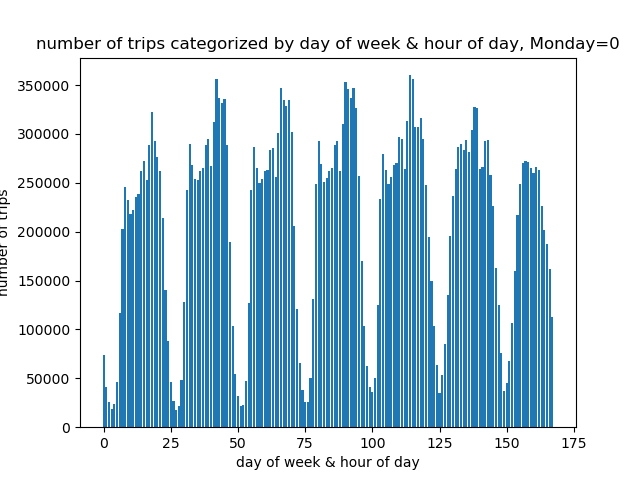 number of trips categorized by day of week & hour of day, Monday=0
number of trips
350000
300000
250000
200000
150000
100000
50000
0
0 25 50 75 100 125 150 175
day of week & hour of day